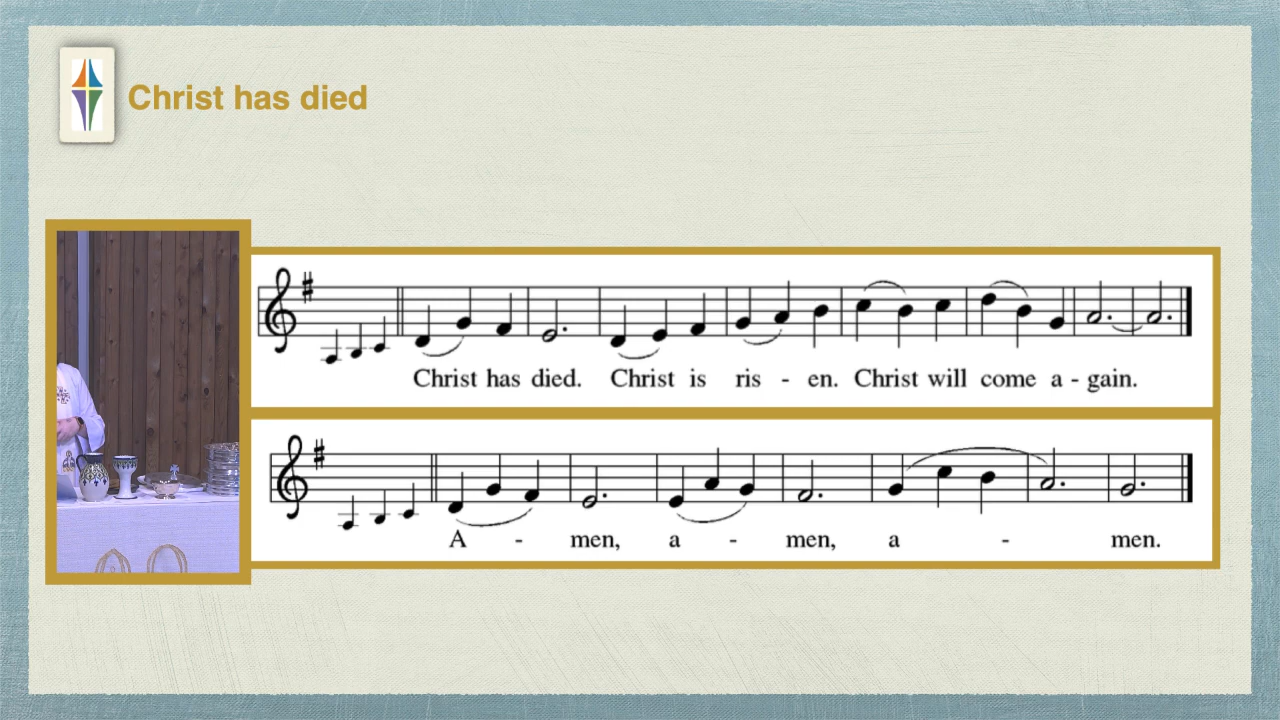 Christ has died
Christ has died. Christ is ris - en. Christ will come a - gain.
A - men, a - men, a - men.